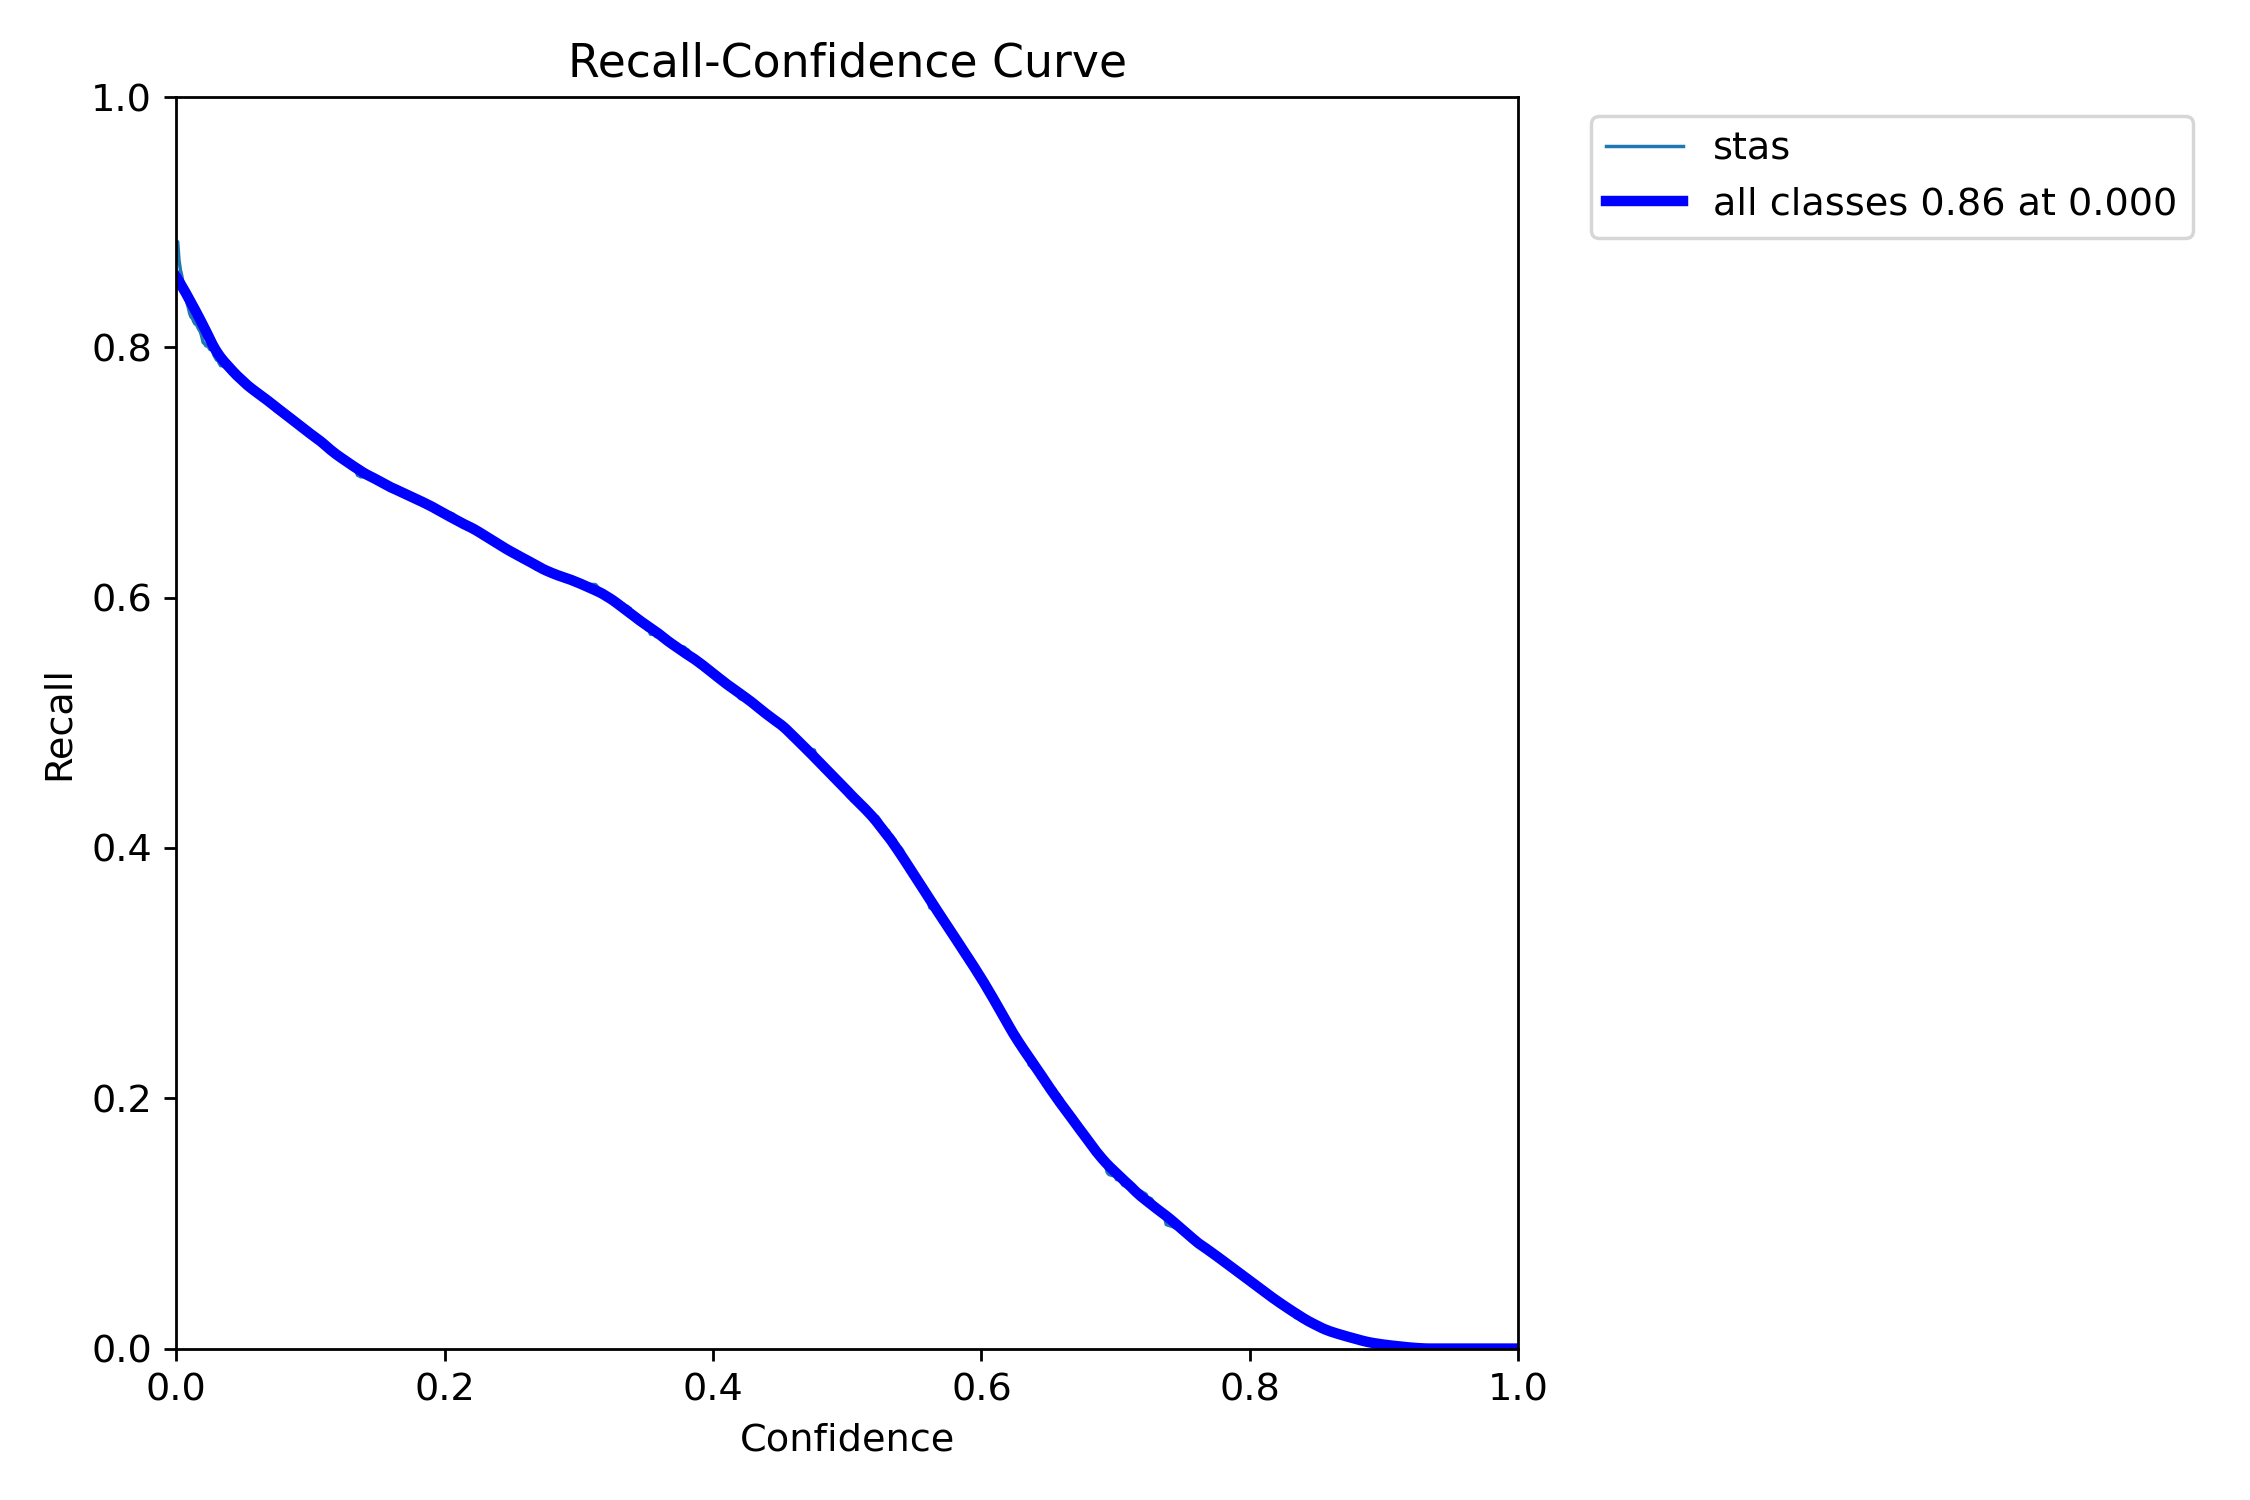 Recall-Confidence Curve
1.0
0.8
0.6
0.4
0.2
0.0
Recall
0.0 0.2 0.4 0.6 0.8 1.0
Confidence
stas
all classes 0.86 at 0.000